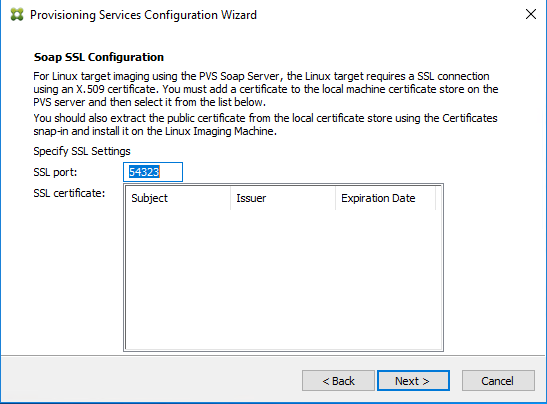 Provisioning Services Configuration Wizard
Soap SSL Configuration
For Linux target imaging using the PVS Soap Server, the Linux target requires a SSL connection
using an X.509 certificate. You must add a certificate to the local machine certificate store on the
PVS server and then select it from the list below.
You should also extract the public certificate from the local certificate store using the Certificates
snap-in and install it on the Linux Imaging Machine.
Specify SSL Settings
SSL port: 54323
SSL certificate: Subject Issuer Expiration Date
< Back Next > Cancel